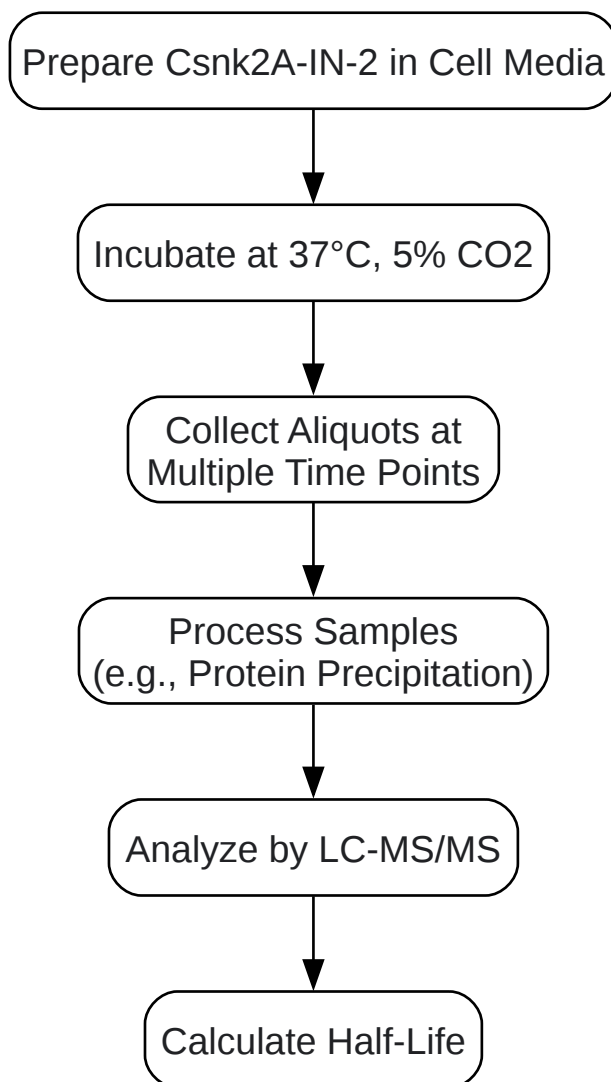 Prepare Csnk2A-IN-2 in Cell Media
Incubate at 37°C, 5% CO2
Collect Aliquots at
Multiple Time Points
Process Samples
(e.g., Protein Precipitation)
Analyze by LC-MS/MS
Calculate Half-Life